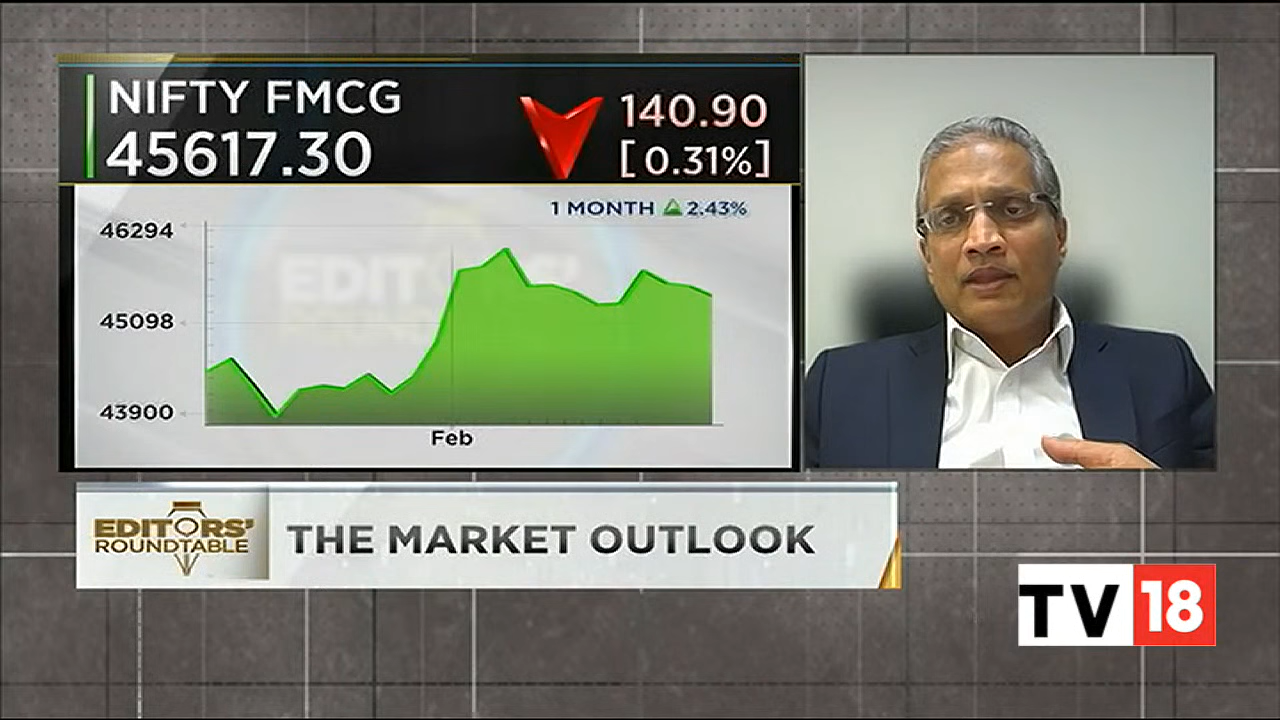 NIFTY FMCG
45617.30
140.90
[0.31%]
1 MONTH 2.43%
46294
45098
43900
Feb
EDITORS'
ROUNDTABLE
THE MARKET OUTLOOK
TV18